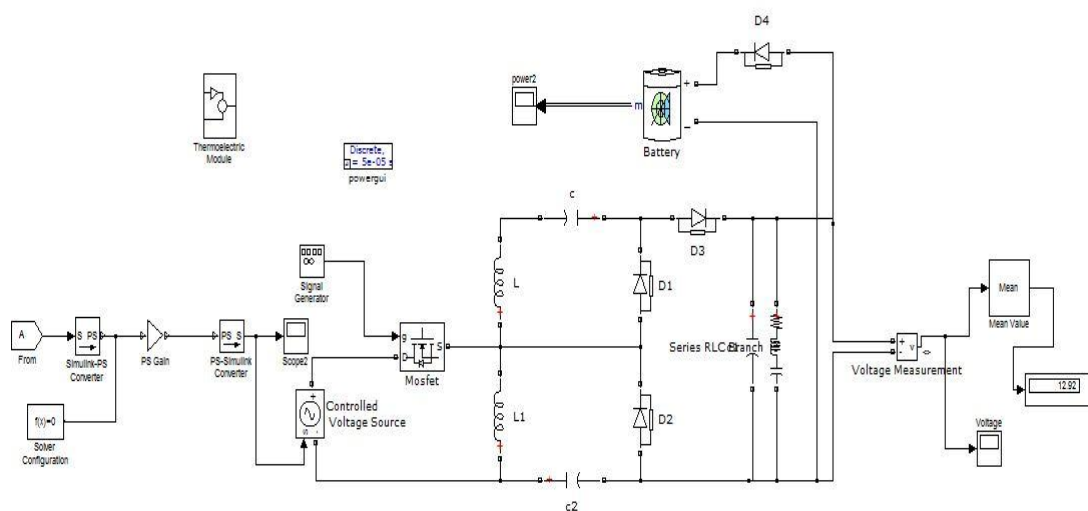 D4
power2
m
+
−
Battery
Thermoelectric
Module
Discrete,
= 5e-05 s
powergui
c
+
D3
Signal
Generator
L
D1
A
From
S PS
Simulink-PS
Converter
PS Gain
PS S
PS-Simulink
Converter
Scope2
g
D
S
Mosfet
Series RLC
Branch
Mean
Mean Value
+
-
v
Voltage Measurement
12.92
f(x)=0
Solver
Configuration
+
s
-
Controlled
Voltage Source
L1
D2
Voltage
+
c2